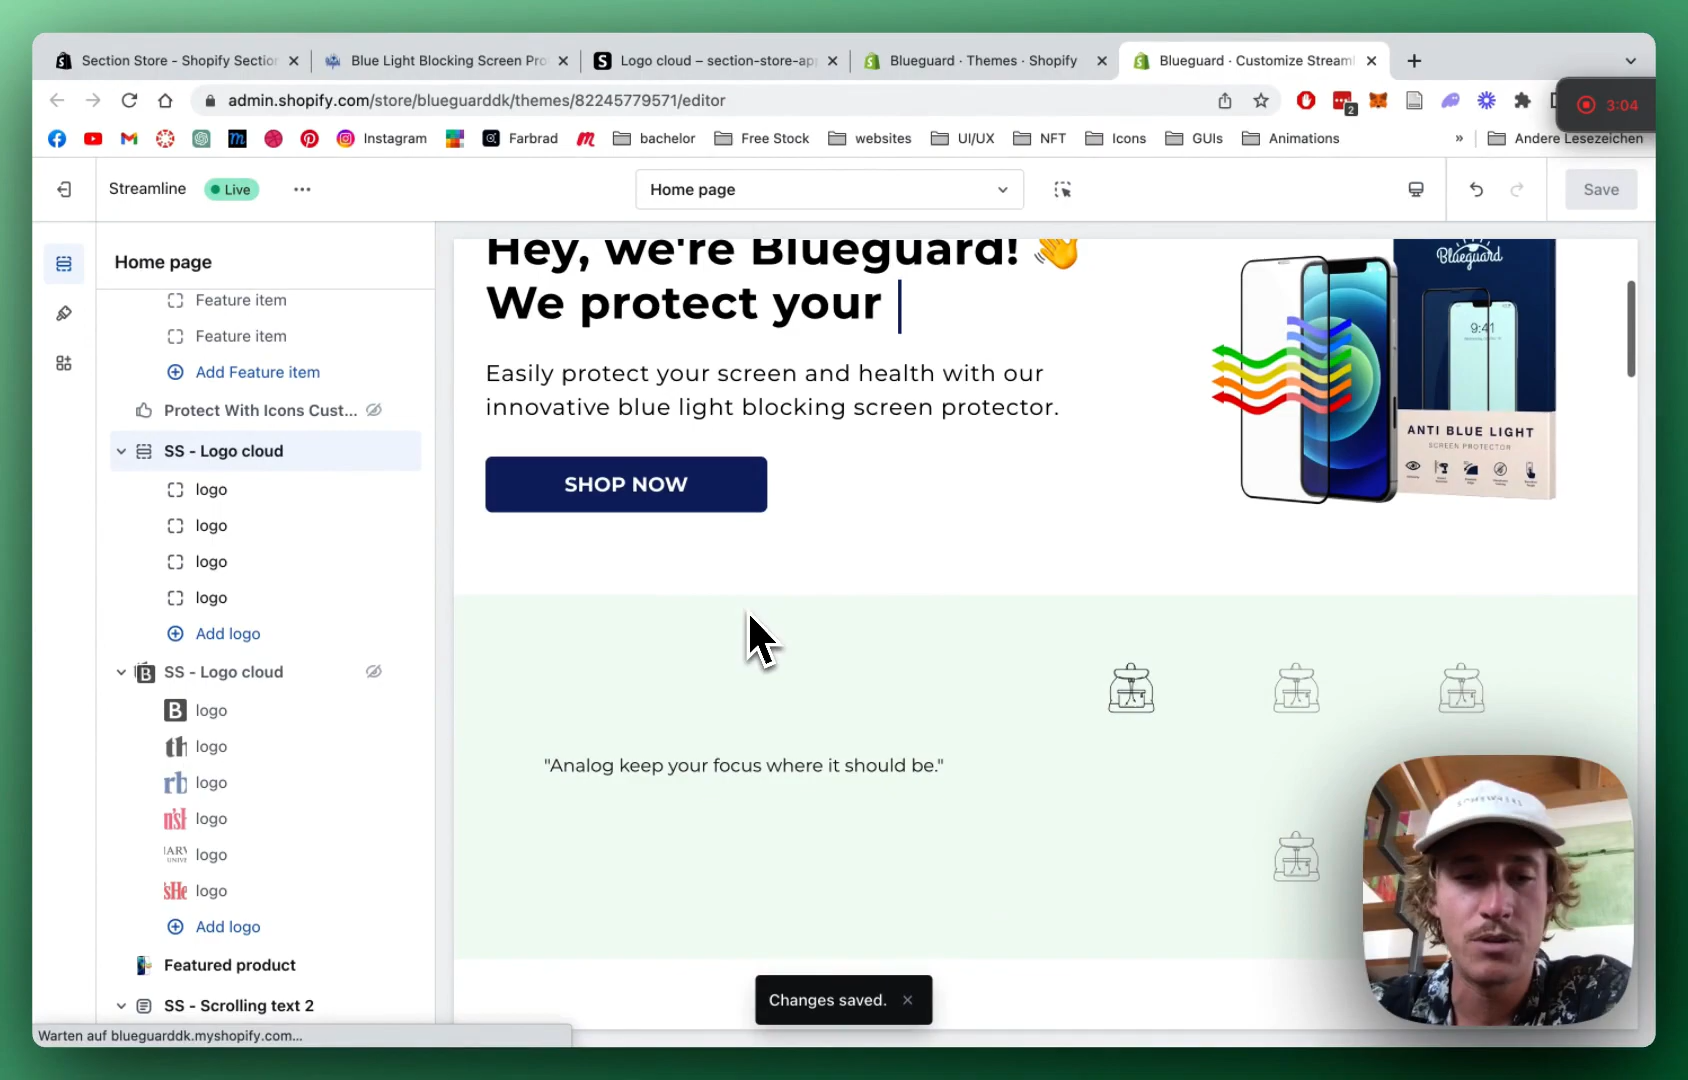 Section Store - Shopify Section
Blue Light Blocking Screen Pro
Logo cloud – section-store-app
Blueguard · Themes · Shopify
Blueguard · Customize Streaml
admin.shopify.com/store/blueguarddk/themes/82245779571/editor
2
3:04
Instagram
Farbrad
bachelor
Free Stock
websites
UI/UX
NFT
Icons
GUIs
Animations
»
Andere Lesezeichen
Streamline
Live
Home page
Save
Home page
Feature item
Feature item
Add Feature item
Protect With Icons Cust...
SS - Logo cloud
logo
logo
logo
logo
Add logo
SS - Logo cloud
B logo
th logo
rb logo
logo
logo
logo
Add logo
Featured product
SS - Scrolling text 2
Warten auf blueguarddk.myshopify.com...
Hey, we're Blueguard! 👋
We protect your
Easily protect your screen and health with our
innovative blue light blocking screen protector.
SHOP NOW
Blueguard
9:41
ANTI BLUE LIGHT
SCREEN PROTECTOR
"Analog keep your focus where it should be."
Changes saved.